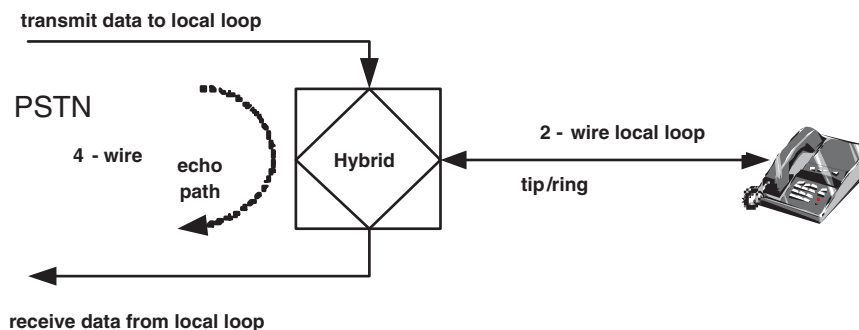 transmit data to local loop
PSTN
4 - wire
echo
path
Hybrid
2 - wire local loop
tip/ring
receive data from local loop